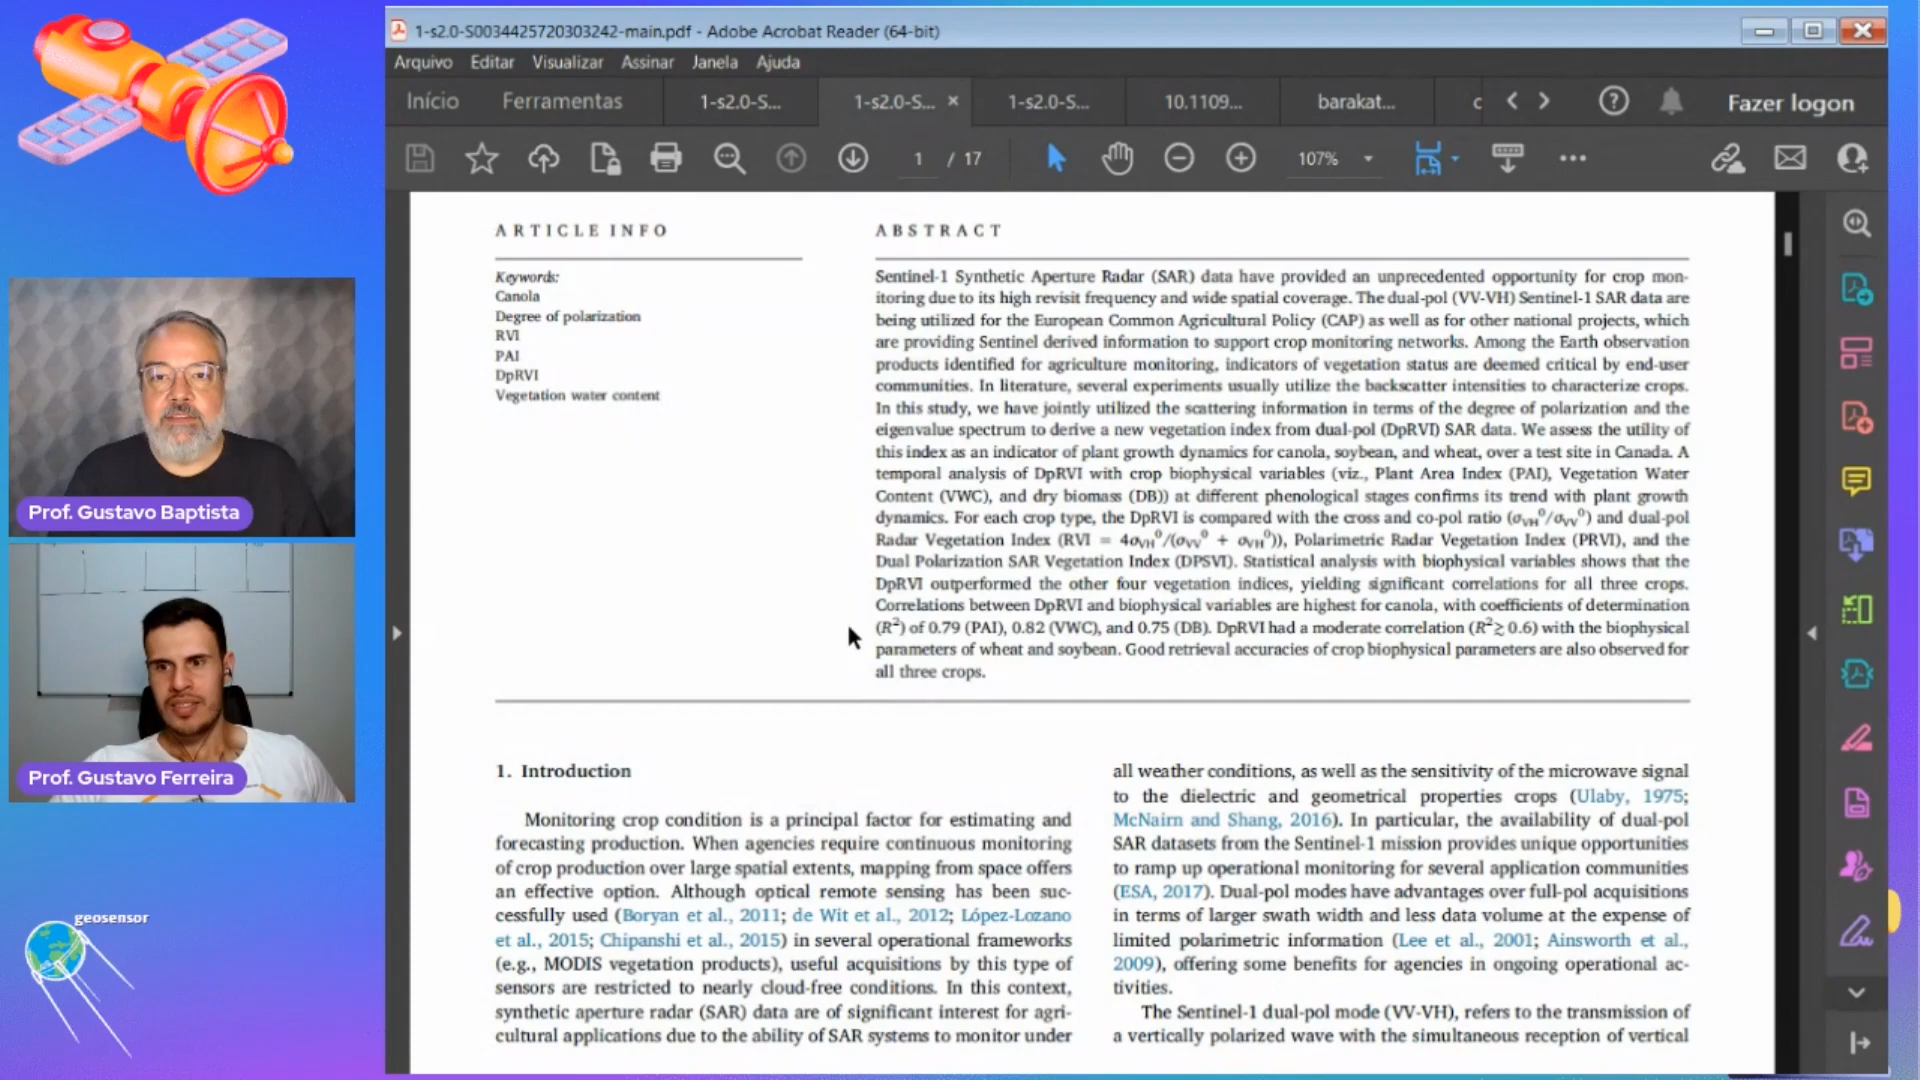 1-s2.0-S0034425720303242-main.pdf - Adobe Acrobat Reader (64-bit)
Arquivo Editar Visualizar Assinar Janela Ajuda
Início Ferramentas 1-s2.0-S... 1-s2.0-S... × 1-s2.0-S... 10.1109... barakat... c Fazer logon
1 / 17 107%
ARTICLE INFO
Keywords:
Canola
Degree of polarization
RVI
PAI
DpRVI
Vegetation water content
ABSTRACT
Sentinel-1 Synthetic Aperture Radar (SAR) data have provided an unprecedented opportunity for crop mon-
itoring due to its high revisit frequency and wide spatial coverage. The dual-pol (VV-VH) Sentinel-1 SAR data are
being utilized for the European Common Agricultural Policy (CAP) as well as for other national projects, which
are providing Sentinel derived information to support crop monitoring networks. Among the Earth observation
products identified for agriculture monitoring, indicators of vegetation status are deemed critical by end-user
communities. In literature, several experiments usually utilize the backscatter intensities to characterize crops.
In this study, we have jointly utilized the scattering information in terms of the degree of polarization and the
eigenvalue spectrum to derive a new vegetation index from dual-pol (DpRVI) SAR data. We assess the utility of
this index as an indicator of plant growth dynamics for canola, soybean, and wheat, over a test site in Canada. A
temporal analysis of DpRVI with crop biophysical variables (viz., Plant Area Index (PAI), Vegetation Water
Content (VWC), and dry biomass (DB)) at different phenological stages confirms its trend with plant growth
dynamics. For each crop type, the DpRVI is compared with the cross and co-pol ratio (σVH⁰/σVV⁰) and dual-pol
Radar Vegetation Index (RVI = 4σVH⁰/(σVV⁰ + σVH⁰)), Polarimetric Radar Vegetation Index (PRVI), and the
Dual Polarization SAR Vegetation Index (DPSVI). Statistical analysis with biophysical variables shows that the
DpRVI outperformed the other four vegetation indices, yielding significant correlations for all three crops.
Correlations between DpRVI and biophysical variables are highest for canola, with coefficients of determination
(R²) of 0.79 (PAI), 0.82 (VWC), and 0.75 (DB). DpRVI had a moderate correlation (R²≥ 0.6) with the biophysical
parameters of wheat and soybean. Good retrieval accuracies of crop biophysical parameters are also observed for
all three crops.
1. Introduction
Monitoring crop condition is a principal factor for estimating and
forecasting production. When agencies require continuous monitoring
of crop production over large spatial extents, mapping from space offers
an effective option. Although optical remote sensing has been suc-
cessfully used (Boryan et al., 2011; de Wit et al., 2012; López-Lozano
et al., 2015; Chipanshi et al., 2015) in several operational frameworks
(e.g., MODIS vegetation products), useful acquisitions by this type of
sensors are restricted to nearly cloud-free conditions. In this context,
synthetic aperture radar (SAR) data are of significant interest for agri-
cultural applications due to the ability of SAR systems to monitor under
all weather conditions, as well as the sensitivity of the microwave signal
to the dielectric and geometrical properties crops (Ulaby, 1975;
McNairn and Shang, 2016). In particular, the availability of dual-pol
SAR datasets from the Sentinel-1 mission provides unique opportunities
to ramp up operational monitoring for several application communities
(ESA, 2017). Dual-pol modes have advantages over full-pol acquisitions
in terms of larger swath width and less data volume at the expense of
limited polarimetric information (Lee et al., 2001; Ainsworth et al.,
2009), offering some benefits for agencies in ongoing operational ac-
tivities.
The Sentinel-1 dual-pol mode (VV-VH), refers to the transmission of
a vertically polarized wave with the simultaneous reception of vertical
Prof. Gustavo Baptista
Prof. Gustavo Ferreira
geosensor